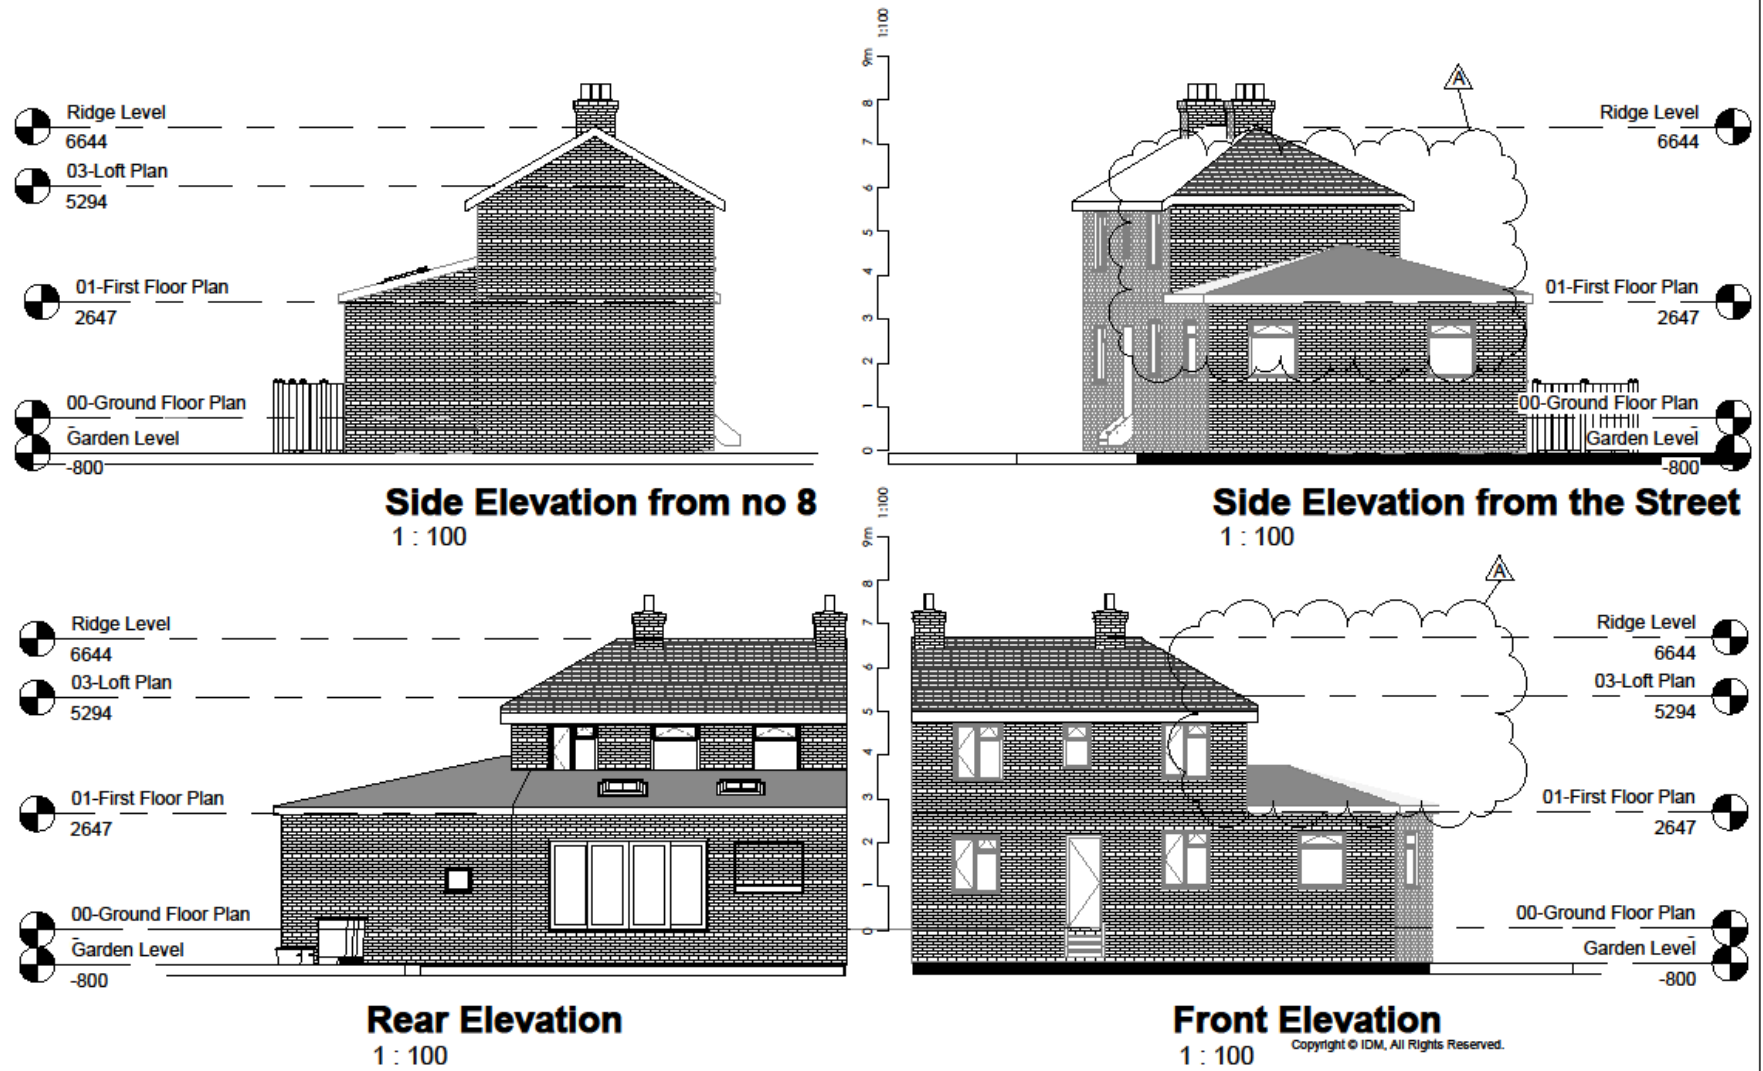 Ridge Level
6644
03-Loft Plan
5294
01-First Floor Plan
2647
00-Ground Floor Plan
-
Garden Level
-800
Side Elevation from no 8
1 : 100
1:100
9m
8
7
6
5
4
3
2
1
0
A
Ridge Level
6644
01-First Floor Plan
2647
00-Ground Floor Plan
-
Garden Level
-800
Side Elevation from the Street
1 : 100
Ridge Level
6644
03-Loft Plan
5294
01-First Floor Plan
2647
00-Ground Floor Plan
-
Garden Level
-800
Rear Elevation
1 : 100
1:100
9m
8
7
6
5
4
3
2
1
0
A
Ridge Level
6644
03-Loft Plan
5294
01-First Floor Plan
2647
00-Ground Floor Plan
-
Garden Level
-800
Front Elevation
1 : 100
Copyright © IDM, All Rights Reserved.